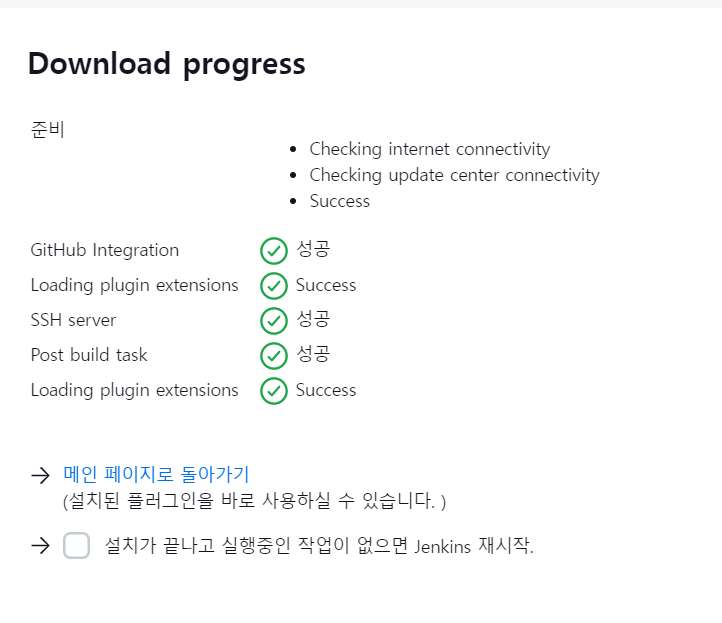 Download progress
준비
Checking internet connectivity
Checking update center connectivity
Success
GitHub Integration 성공
Loading plugin extensions Success
SSH server 성공
Post build task 성공
Loading plugin extensions Success
→ 메인 페이지로 돌아가기
(설치된 플러그인을 바로 사용하실 수 있습니다. )
→ 설치가 끝나고 실행중인 작업이 없으면 Jenkins 재시작.